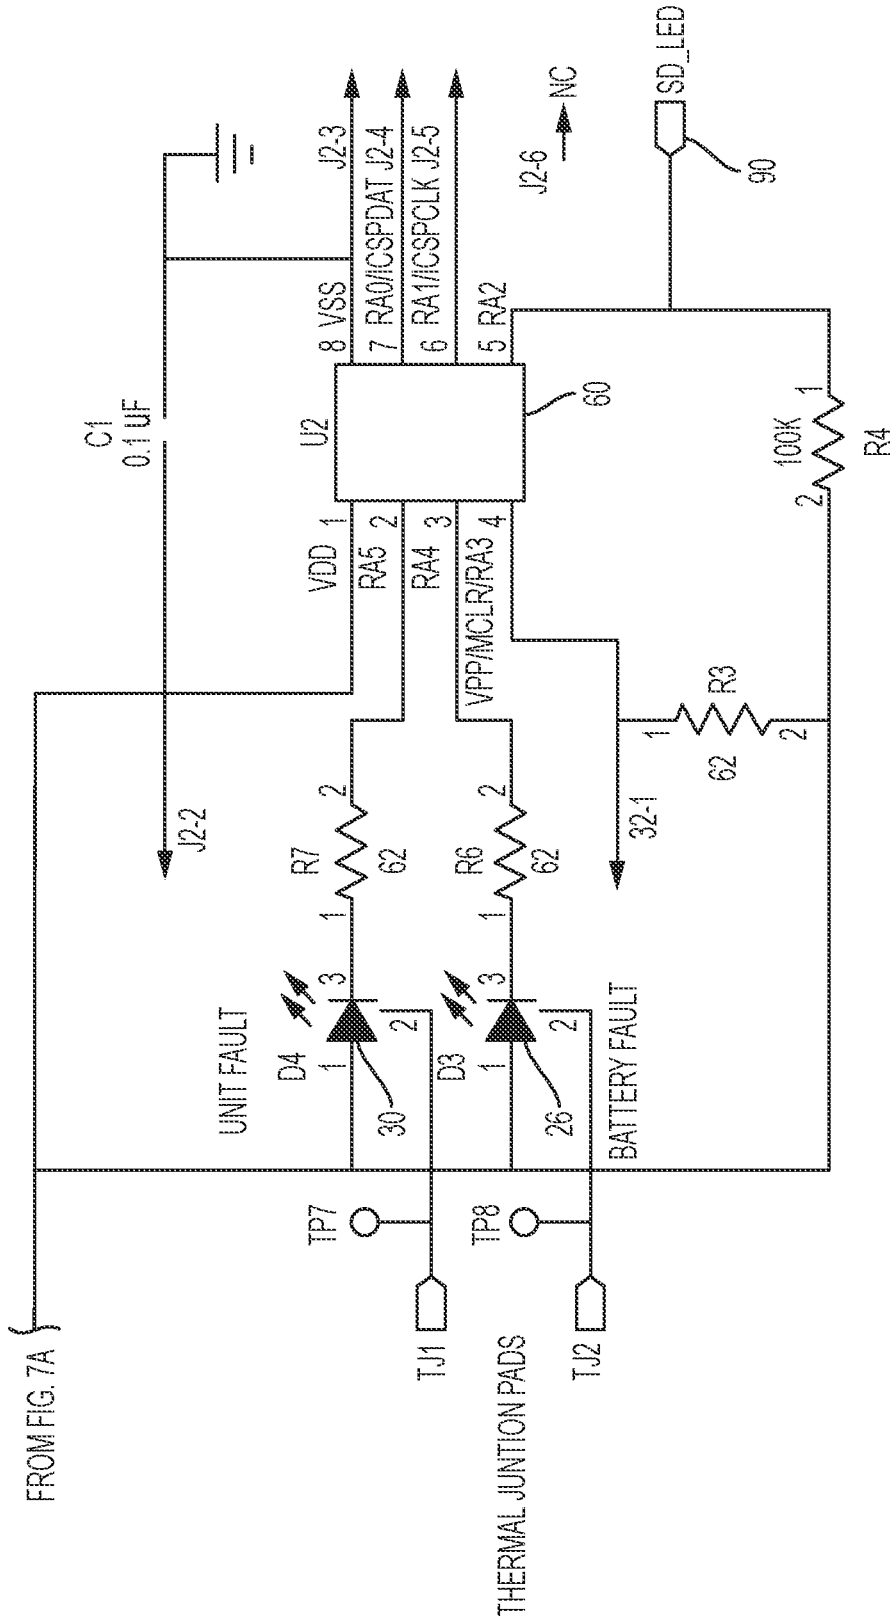 FROM FIG. 7A
J2-2
C1
0.1 uF
UNIT FAULT
D4
1
2
3
30
R7
1
2
62
VDD
1
RA5
2
RA4
3
VPP/MCLR/RA3
4
U2
60
8 VSS
J2-3
7 RA0/ICSPDAT J2-4
6 RA1/ICSPCLK J2-5
5 RA2
J2-6
NC
SD_LED
90
TP7
TJ1
D3
1
2
3
26
BATTERY FAULT
R6
1
2
62
TP8
THERMAL JUNTION PADS
TJ2
32-1
1
R3
62
2
1
100K
2
R4